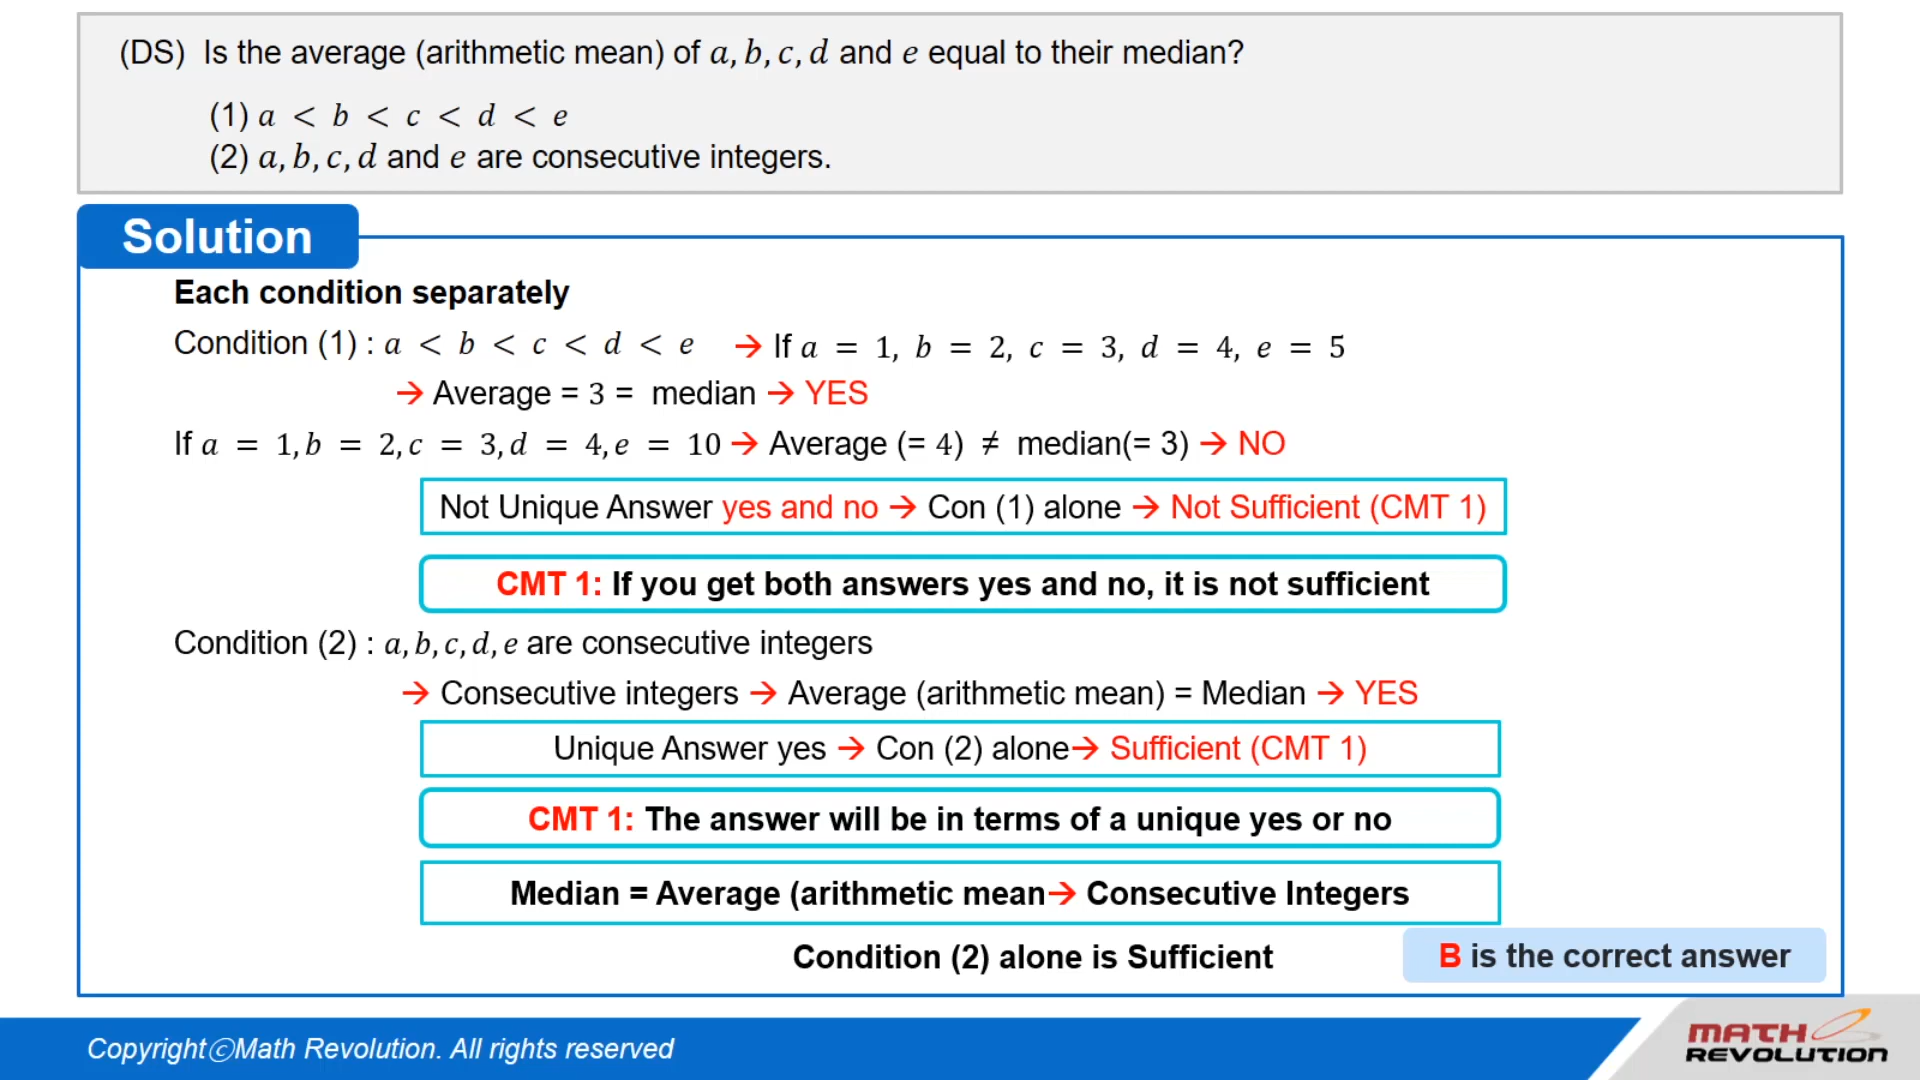 (DS) Is the average (arithmetic mean) of a, b, c, d and e equal to their median?
(1) a < b < c < d < e
(2) a, b, c, d and e are consecutive integers.
Solution
Each condition separately
Condition (1) : a < b < c < d < e → If a = 1, b = 2, c = 3, d = 4, e = 5
→ Average = 3 = median → YES
If a = 1, b = 2, c = 3, d = 4, e = 10 → Average (= 4) ≠ median(= 3) → NO
Not Unique Answer yes and no → Con (1) alone → Not Sufficient (CMT 1)
CMT 1: If you get both answers yes and no, it is not sufficient
Condition (2) : a, b, c, d, e are consecutive integers
→ Consecutive integers → Average (arithmetic mean) = Median → YES
Unique Answer yes → Con (2) alone→ Sufficient (CMT 1)
CMT 1: The answer will be in terms of a unique yes or no
Median = Average (arithmetic mean→ Consecutive Integers
Condition (2) alone is Sufficient
B is the correct answer
Copyrightⓒ Math Revolution. All rights reserved
MATH
REVOLUTION